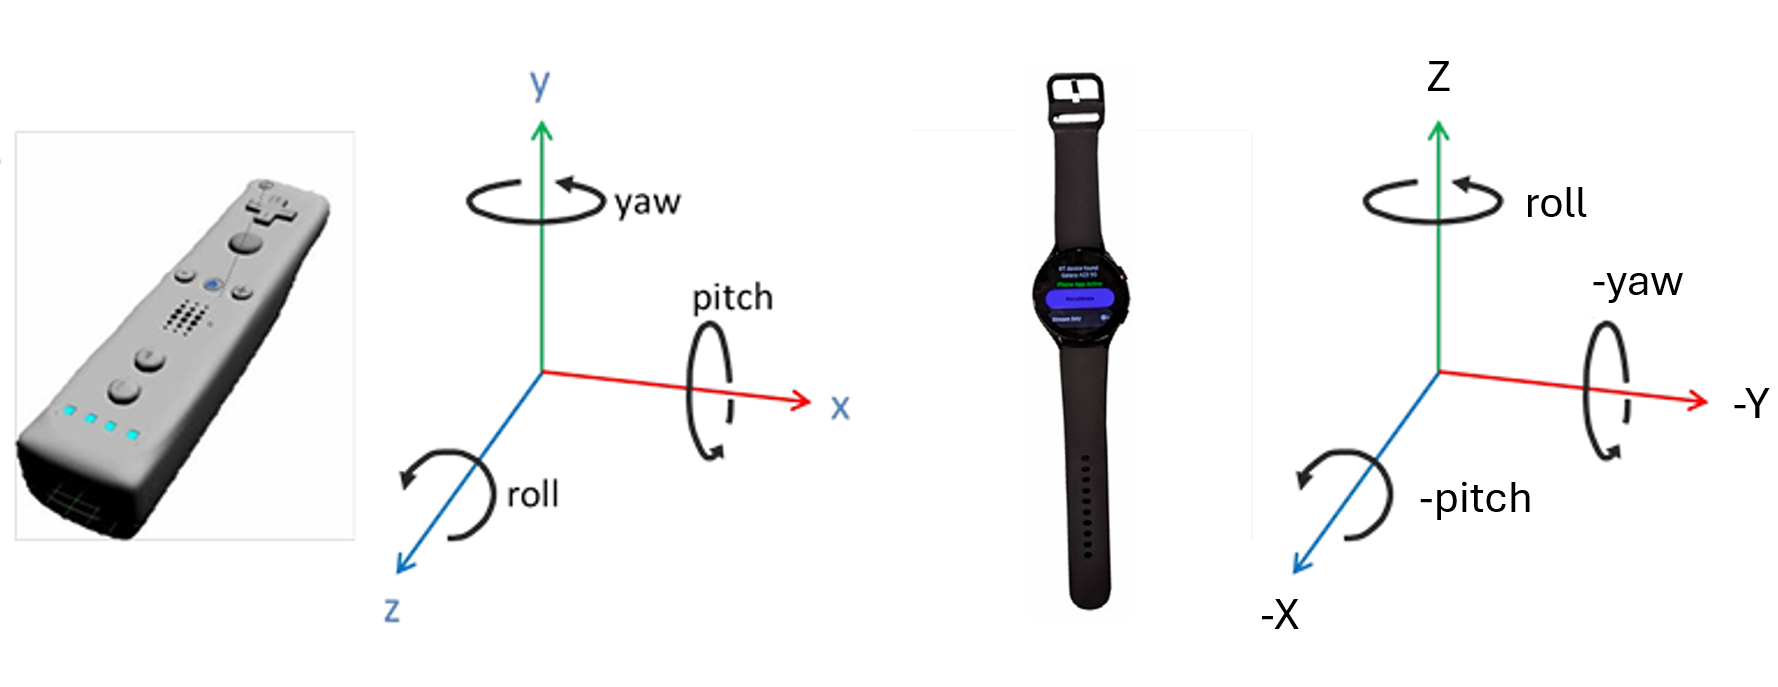 y
yaw
pitch
x
roll
z
Z
roll
-yaw
-Y
-pitch
-X